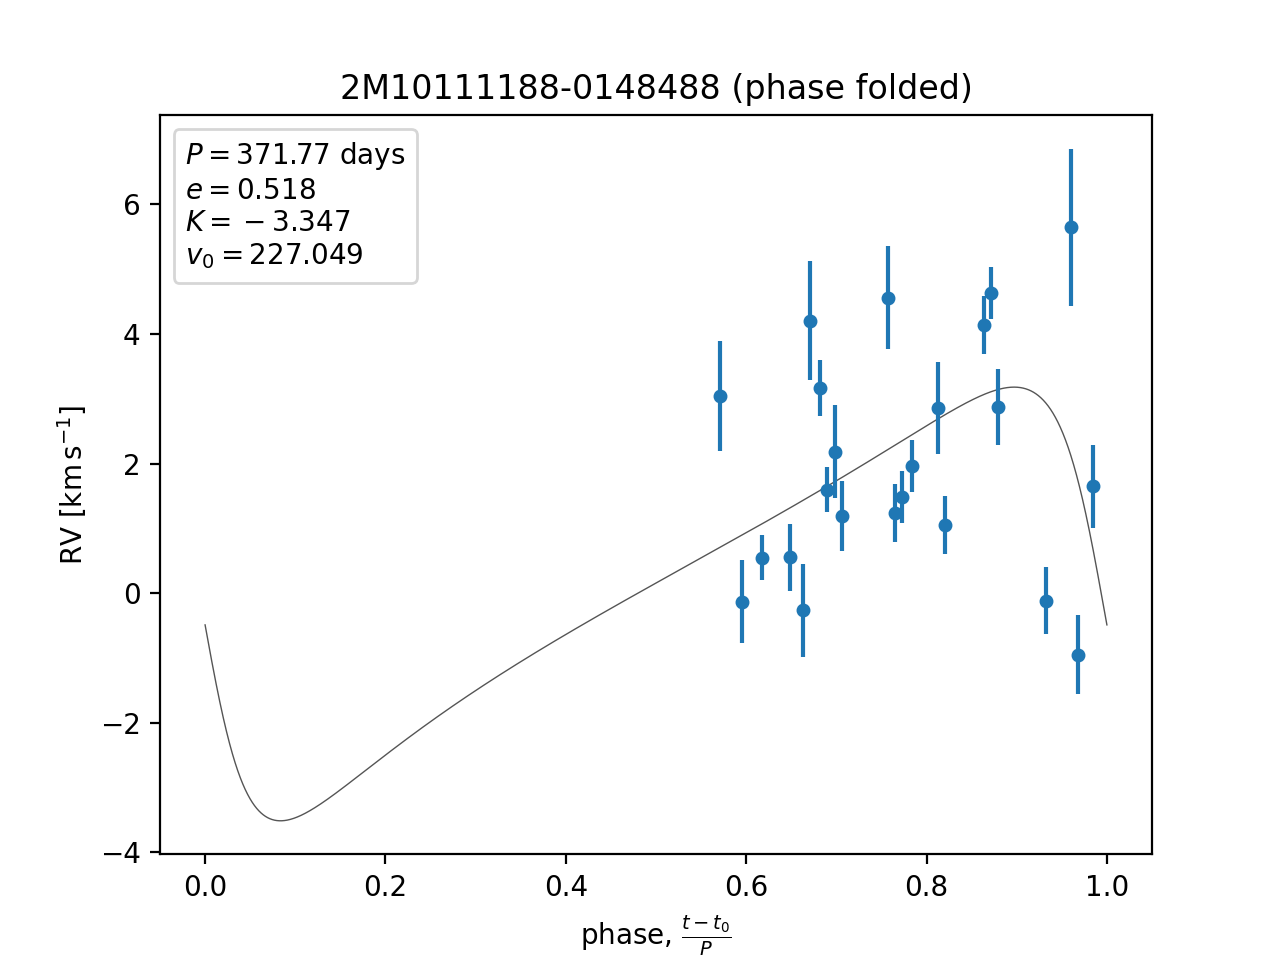 2M10111188-0148488 (phase folded)
P = 371.77 days
e = 0.518
K = −3.347
v₀ = 227.049
RV [km s⁻¹]
6
4
2
0
−2
−4
0.0 0.2 0.4 0.6 0.8 1.0
phase, (t − t₀)/P